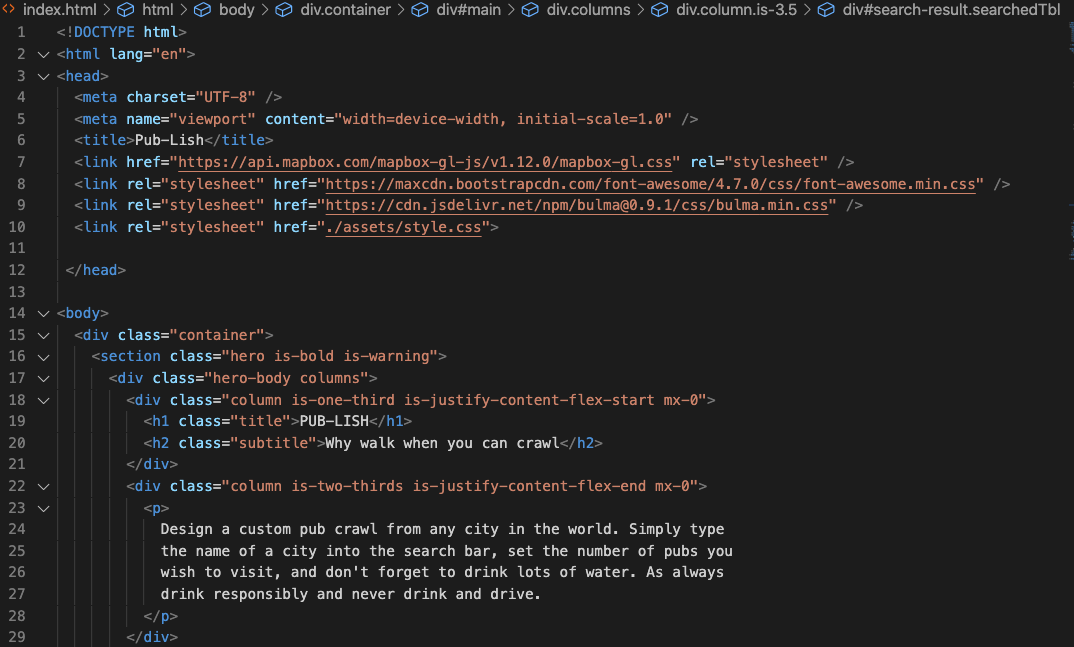 index.html > html > body > div.container > div#main > div.columns > div.column.is-3.5 > div#search-result.searchedTbl
1 <!DOCTYPE html>
2 <html lang="en">
3 <head>
4 <meta charset="UTF-8" />
5 <meta name="viewport" content="width=device-width, initial-scale=1.0" />
6 <title>Pub-Lish</title>
7 <link href="https://api.mapbox.com/mapbox-gl-js/v1.12.0/mapbox-gl.css" rel="stylesheet" />
8 <link rel="stylesheet" href="https://maxcdn.bootstrapcdn.com/font-awesome/4.7.0/css/font-awesome.min.css" />
9 <link rel="stylesheet" href="https://cdn.jsdelivr.net/npm/bulma@0.9.1/css/bulma.min.css" />
10 <link rel="stylesheet" href="./assets/style.css">
11
12 </head>
13
14 <body>
15 <div class="container">
16 <section class="hero is-bold is-warning">
17 <div class="hero-body columns">
18 <div class="column is-one-third is-justify-content-flex-start mx-0">
19 <h1 class="title">PUB-LISH</h1>
20 <h2 class="subtitle">Why walk when you can crawl</h2>
21 </div>
22 <div class="column is-two-thirds is-justify-content-flex-end mx-0">
23 <p>
24 Design a custom pub crawl from any city in the world. Simply type
25 the name of a city into the search bar, set the number of pubs you
26 wish to visit, and don't forget to drink lots of water. As always
27 drink responsibly and never drink and drive.
28 </p>
29 </div>